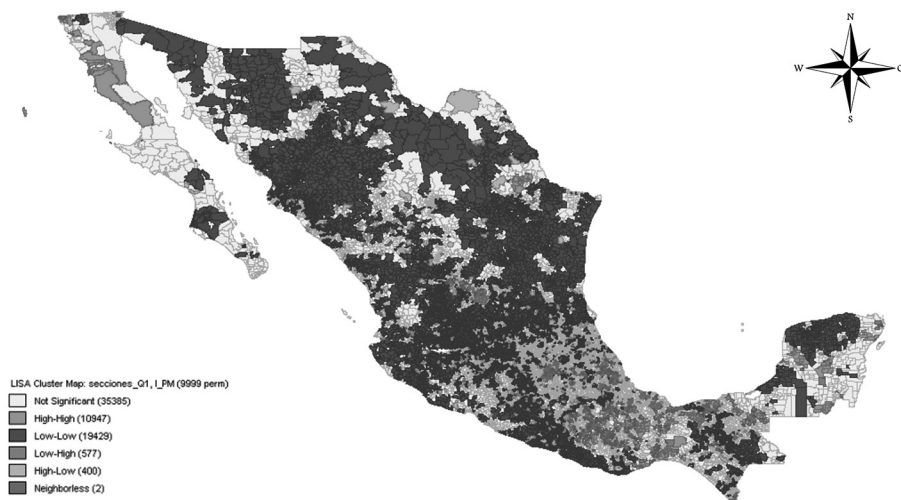 N
W
O
S
LISA Cluster Map: secciones_Q1, I_PM (9999 perm)
Not Significant (35385)
High-High (10947)
Low-Low (19429)
Low-High (577)
High-Low (400)
Neighborless (2)